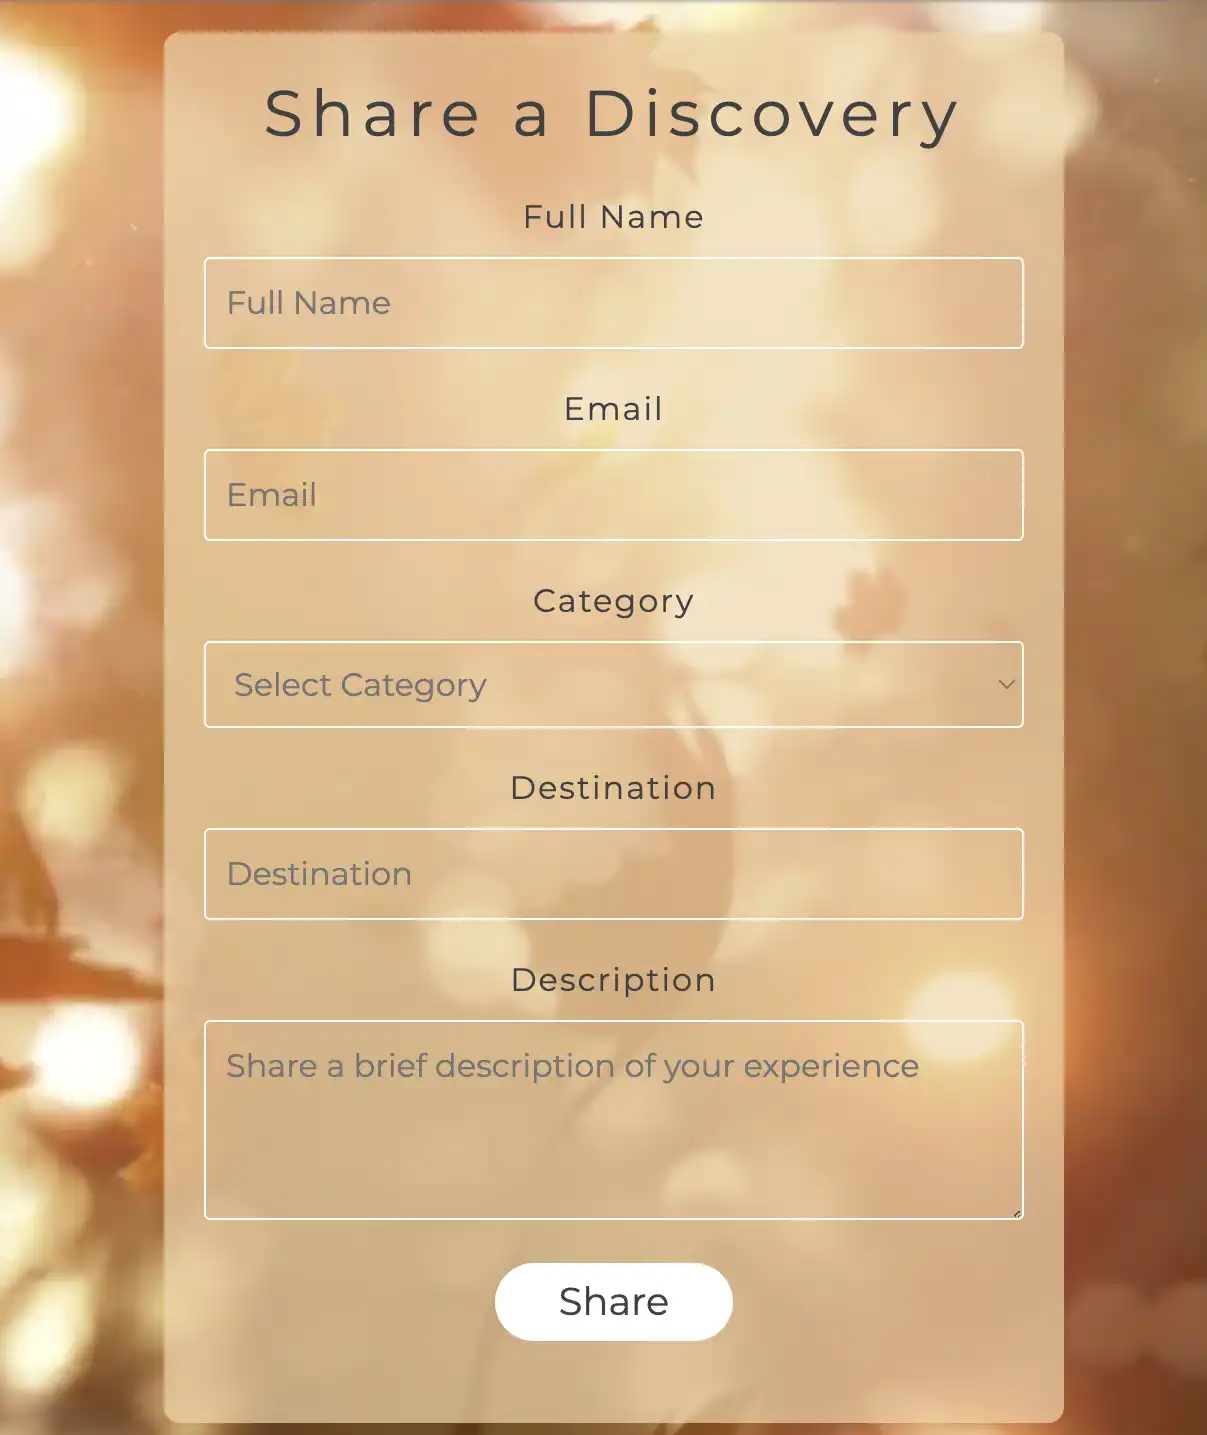 Share a Discovery
Full Name
Full Name
Email
Email
Category
Select Category
Destination
Destination
Description
Share a brief description of your experience
Share